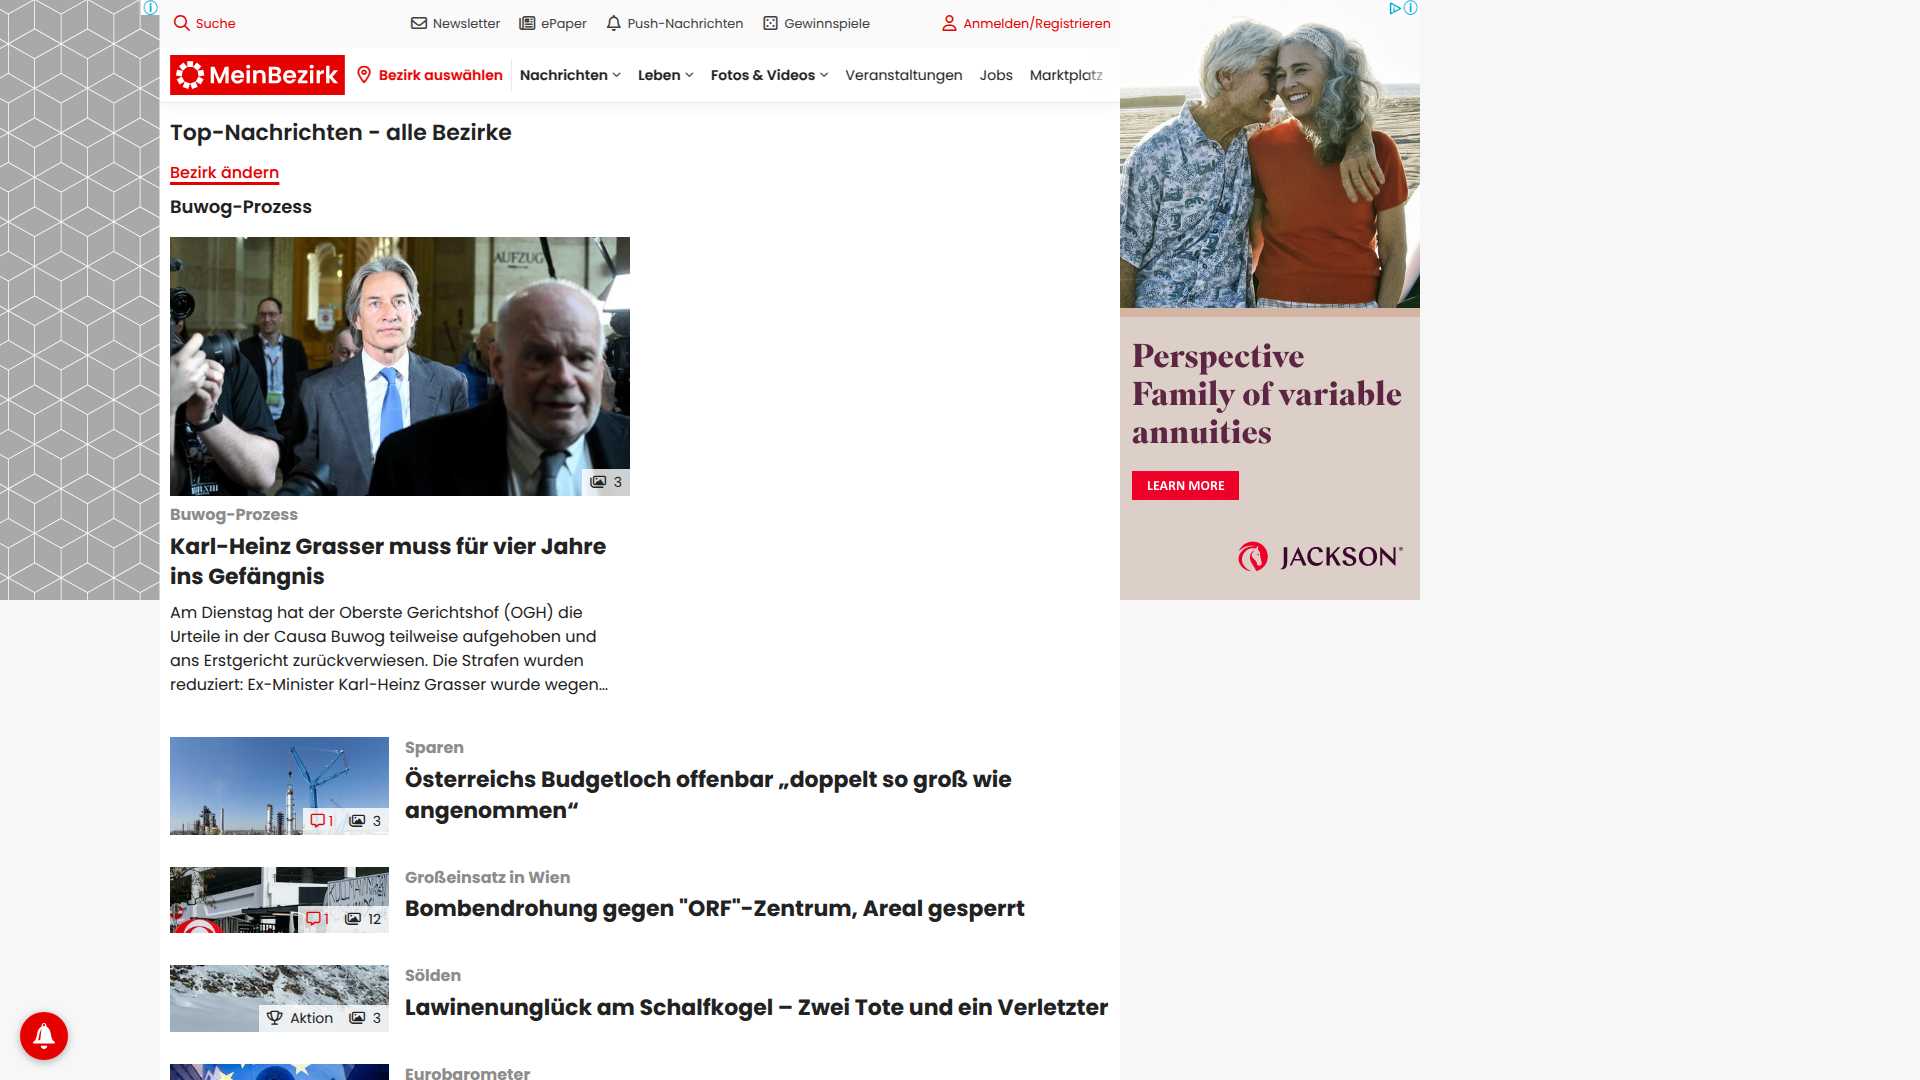 Suche
Newsletter
ePaper
Push-Nachrichten
Gewinnspiele
Anmelden/Registrieren
MeinBezirk
Bezirk auswählen
Nachrichten
Leben
Fotos & Videos
Veranstaltungen
Jobs
Marktplatz
Top-Nachrichten - alle Bezirke
Bezirk ändern
Buwog-Prozess
AUFZUG
3
Buwog-Prozess
Karl-Heinz Grasser muss für vier Jahre
ins Gefängnis
Am Dienstag hat der Oberste Gerichtshof (OGH) die
Urteile in der Causa Buwog teilweise aufgehoben und
ans Erstgericht zurückverwiesen. Die Strafen wurden
reduziert: Ex-Minister Karl-Heinz Grasser wurde wegen...
1
3
Sparen
Österreichs Budgetloch offenbar „doppelt so groß wie
angenommen“
1
12
Großeinsatz in Wien
Bombendrohung gegen "ORF"-Zentrum, Areal gesperrt
Aktion
3
Sölden
Lawinenunglück am Schalfkogel – Zwei Tote und ein Verletzter
Eurobarometer
Perspective
Family of variable
annuities
LEARN MORE
JACKSON®